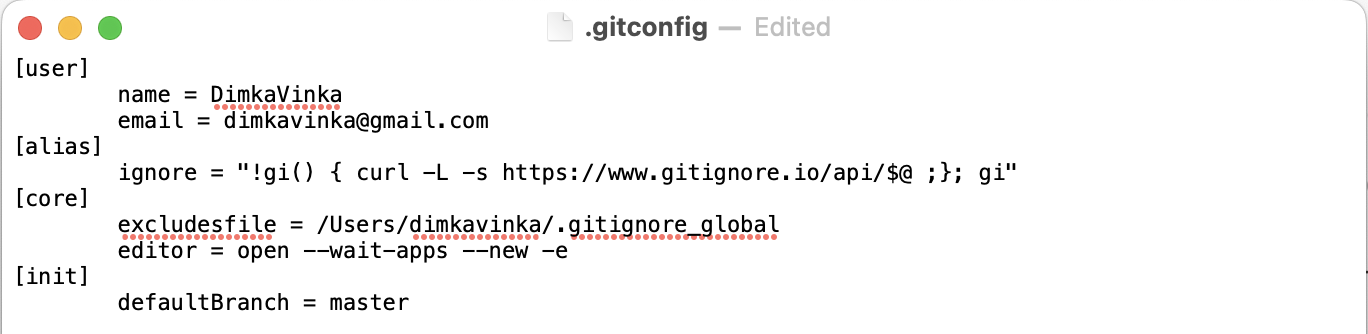 .gitconfig — Edited
[user]
	name = DimkaVinka
	email = dimkavinka@gmail.com
[alias]
	ignore = "!gi() { curl -L -s https://www.gitignore.io/api/$@ ;}; gi"
[core]
	excludesfile = /Users/dimkavinka/.gitignore_global
	editor = open --wait-apps --new -e
[init]
	defaultBranch = master